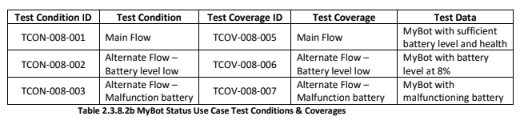 Test Condition ID Test Condition Test Coverage ID Test Coverage Test Data
TCON-008-001 Main Flow TCOV-008-005 Main Flow MyBot with sufficient
battery level and health
TCON-008-002 Alternate Flow – TCOV-008-006 Alternate Flow – MyBot with battery
Battery level low Battery level low level at 8%
TCON-008-003 Alternate Flow – TCOV-008-007 Alternate Flow – MyBot with
Malfunction battery Malfunction battery malfunctioning battery
Table 2.3.8.2b MyBot Status Use Case Test Conditions & Coverages